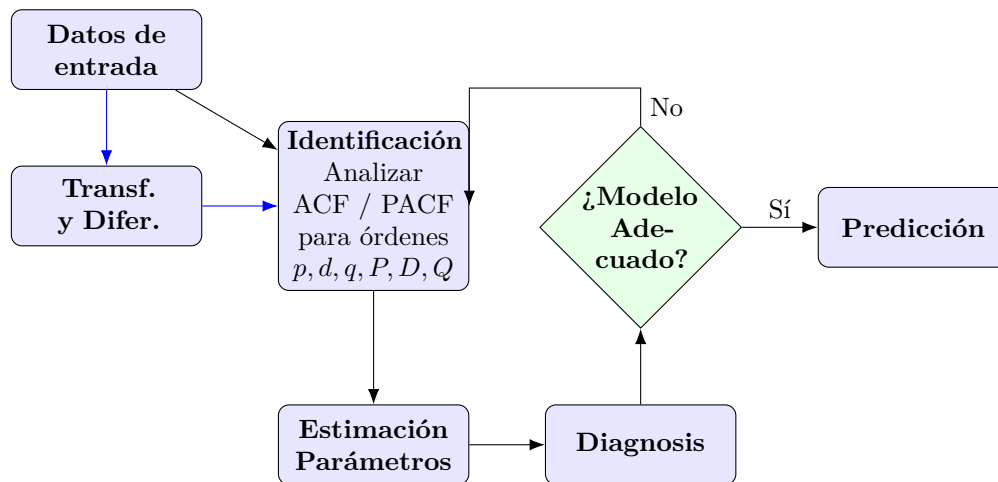 Datos de
entrada
Transf.
y Difer.
Identificación
Analizar
ACF / PACF
para órdenes
p, d, q, P, D, Q
Estimación
Parámetros
Diagnosis
¿Modelo
Ade-
cuado?
No
Sí
Predicción